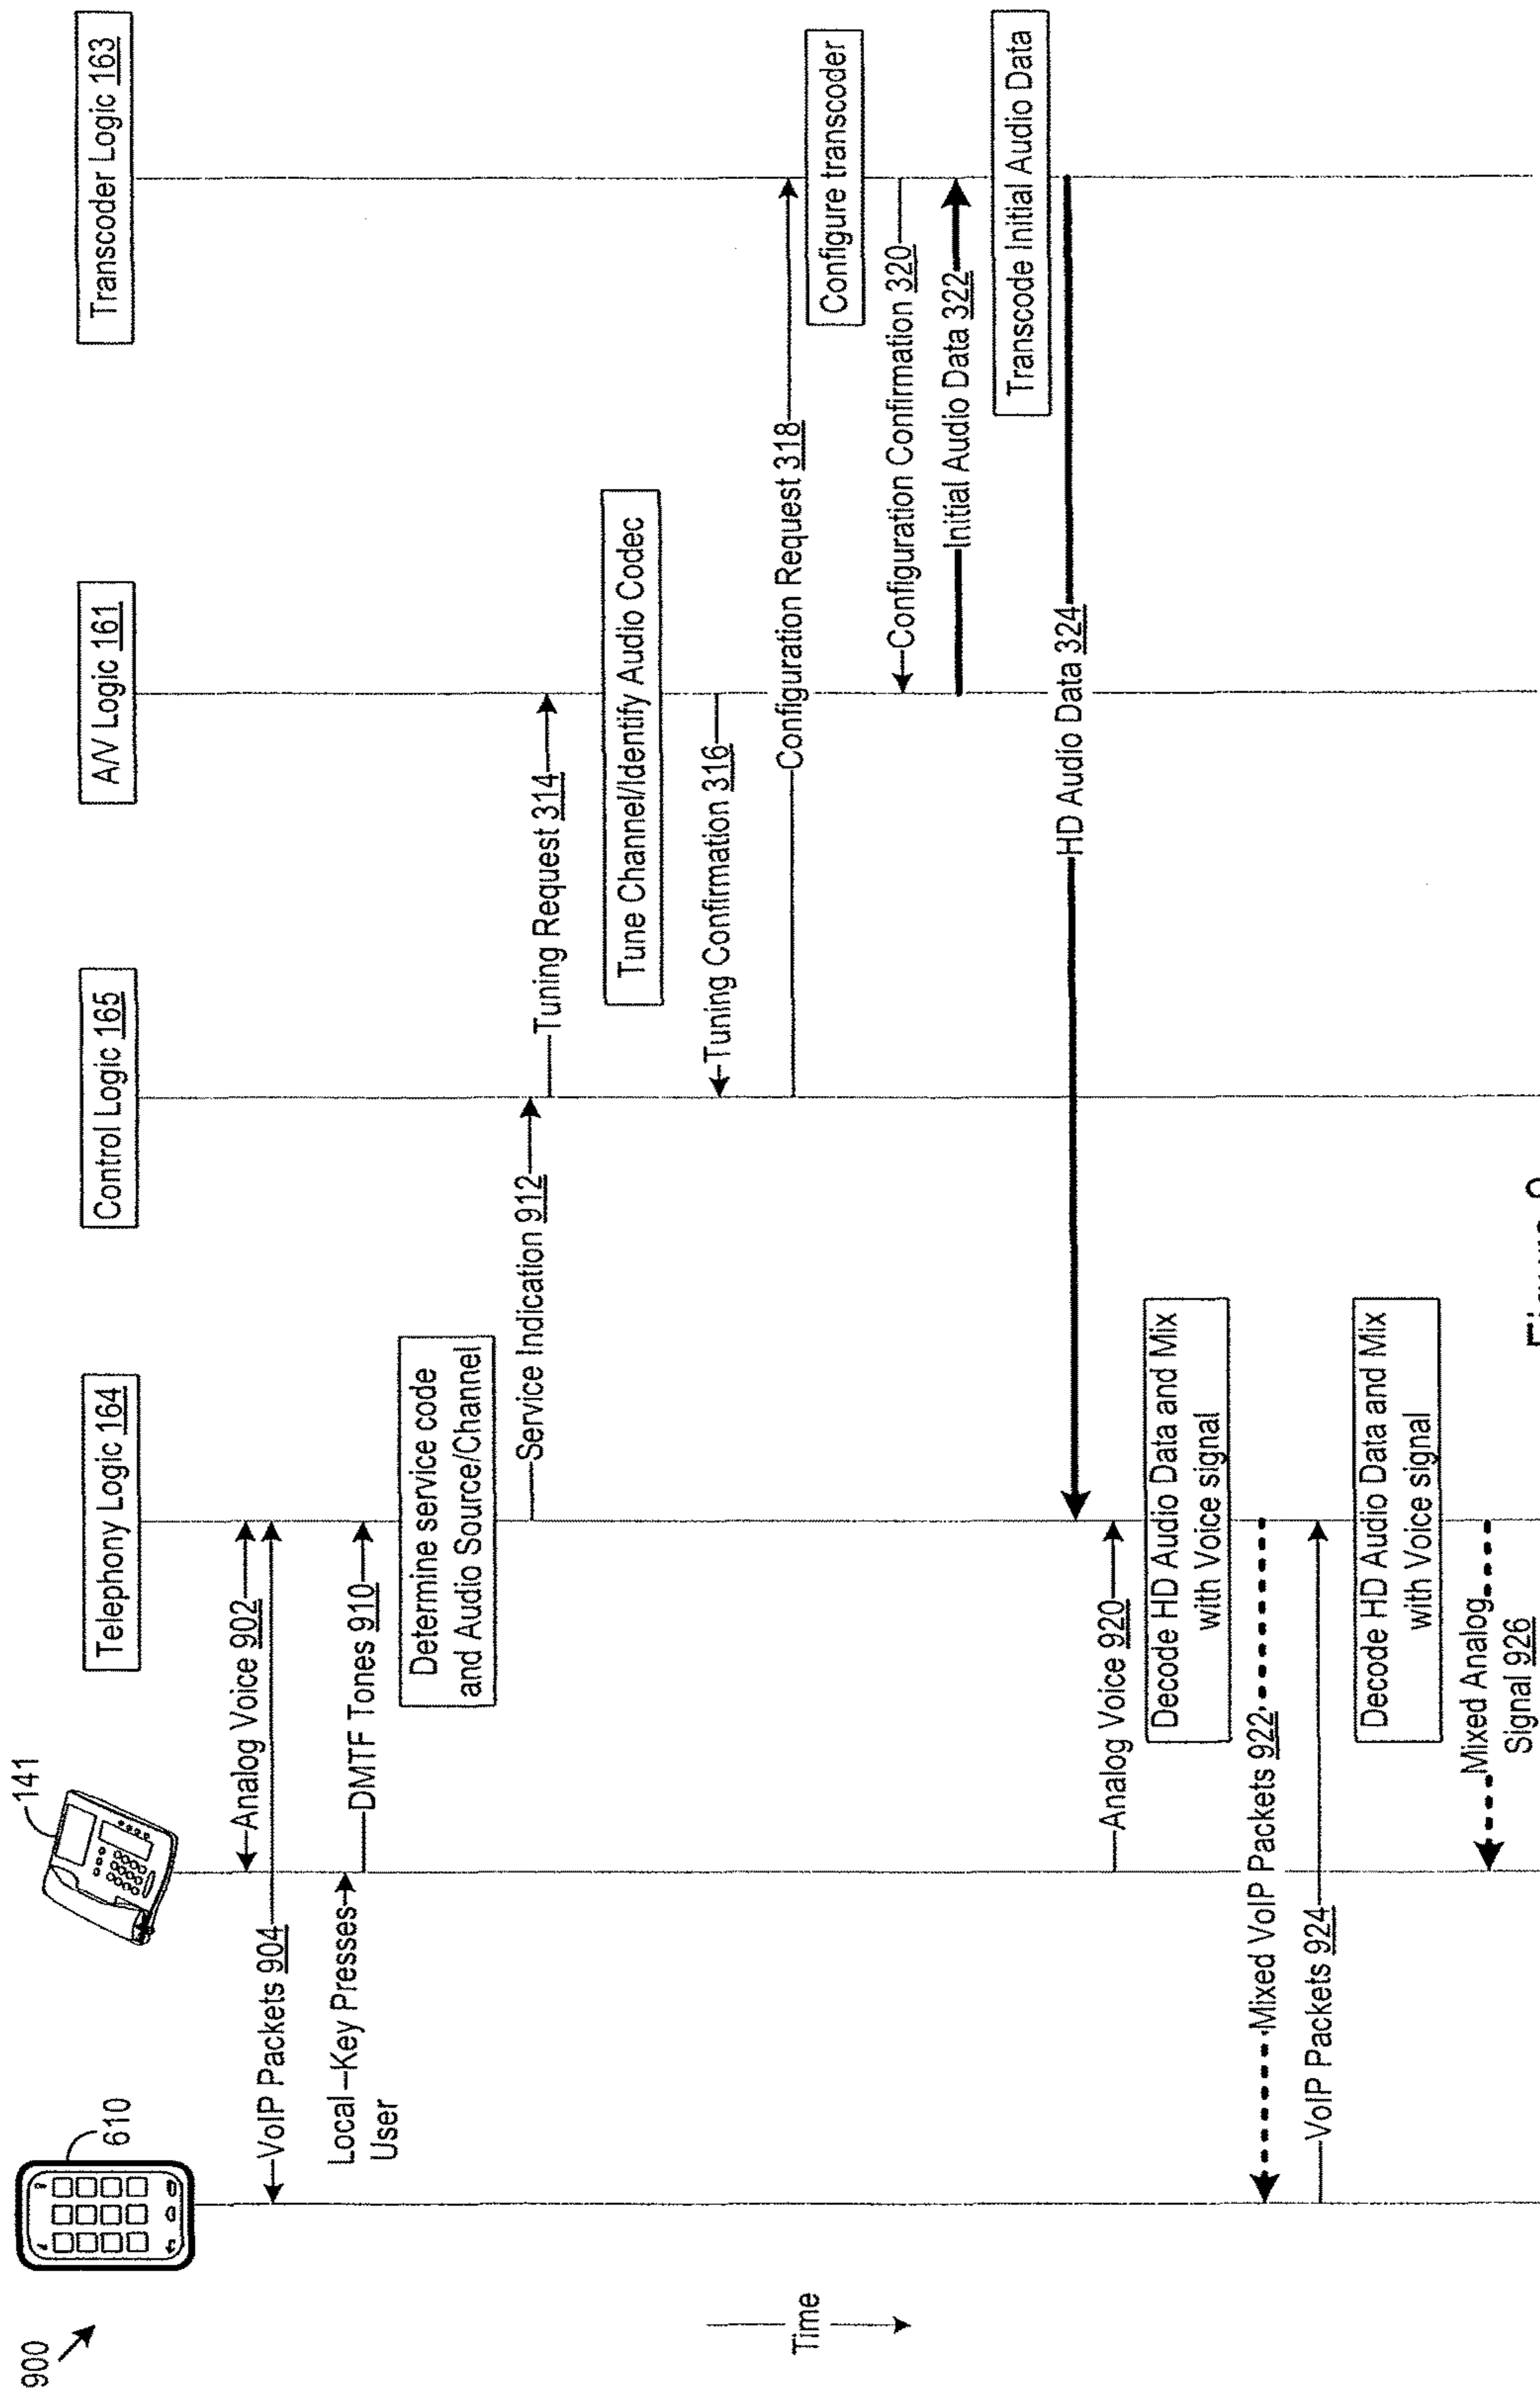 900
610
141
Telephony Logic 164
Control Logic 165
A/V Logic 161
Transcoder Logic 163
Analog Voice 902
VoIP Packets 904
Local
User
Key Presses
DMTF Tones 910
Determine service code
and Audio Source/Channel
Service Indication 912
Tuning Request 314
Tune Channel/Identify Audio Codec
Tuning Confirmation 316
Configuration Request 318
Configure transcoder
Configuration Confirmation 320
Initial Audio Data 322
Transcode Initial Audio Data
HD Audio Data 324
Analog Voice 920
Decode HD Audio Data and Mix
with Voice signal
Mixed VoIP Packets 922
VoIP Packets 924
Decode HD Audio Data and Mix
with Voice signal
Mixed Analog
Signal 926
Time